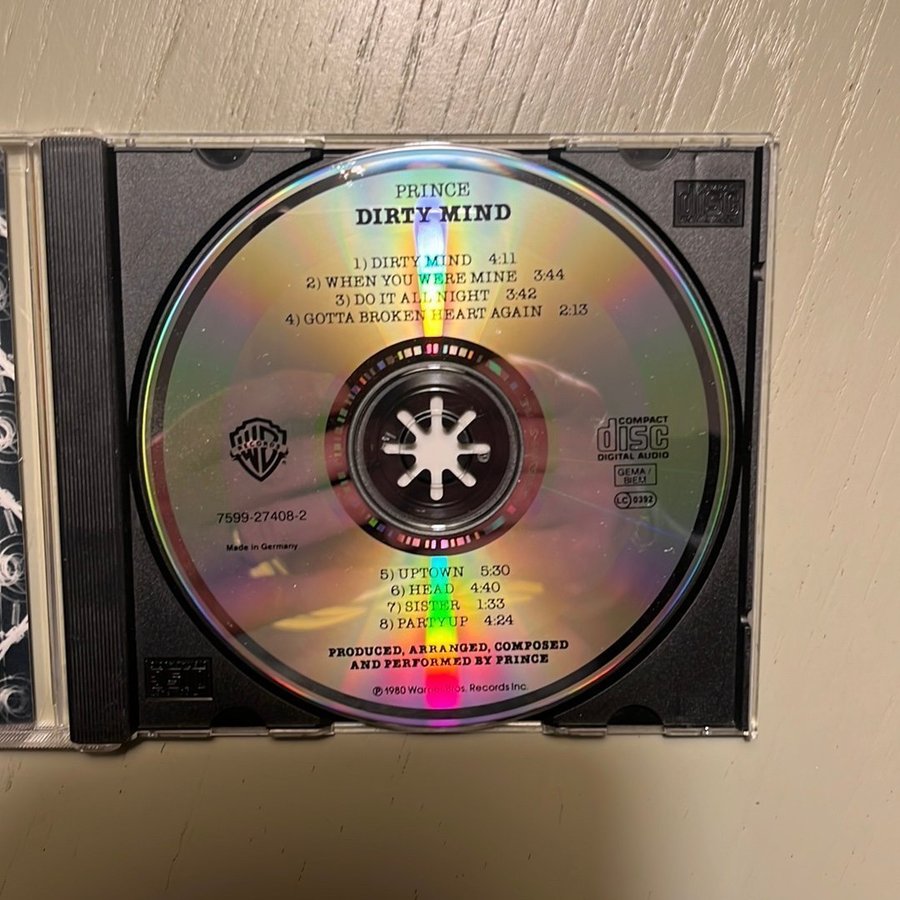 PRINCE
DIRTY MIND
1) DIRTY MIND 4:11
2) WHEN YOU WERE MINE 3:44
3) DO IT ALL NIGHT 3:42
4) GOTTA BROKEN HEART AGAIN 2:13
RECORDS
7599-27408-2
Made in Germany
COMPACT
disc
DIGITAL AUDIO
GEMA/
BIEM
LC 0392
5) UPTOWN 5:30
6) HEAD 4:40
7) SISTER 1:33
8) PARTYUP 4:24
PRODUCED, ARRANGED, COMPOSED
AND PERFORMED BY PRINCE
℗ 1980 Warner Bros. Records Inc.
COMPACT
disc